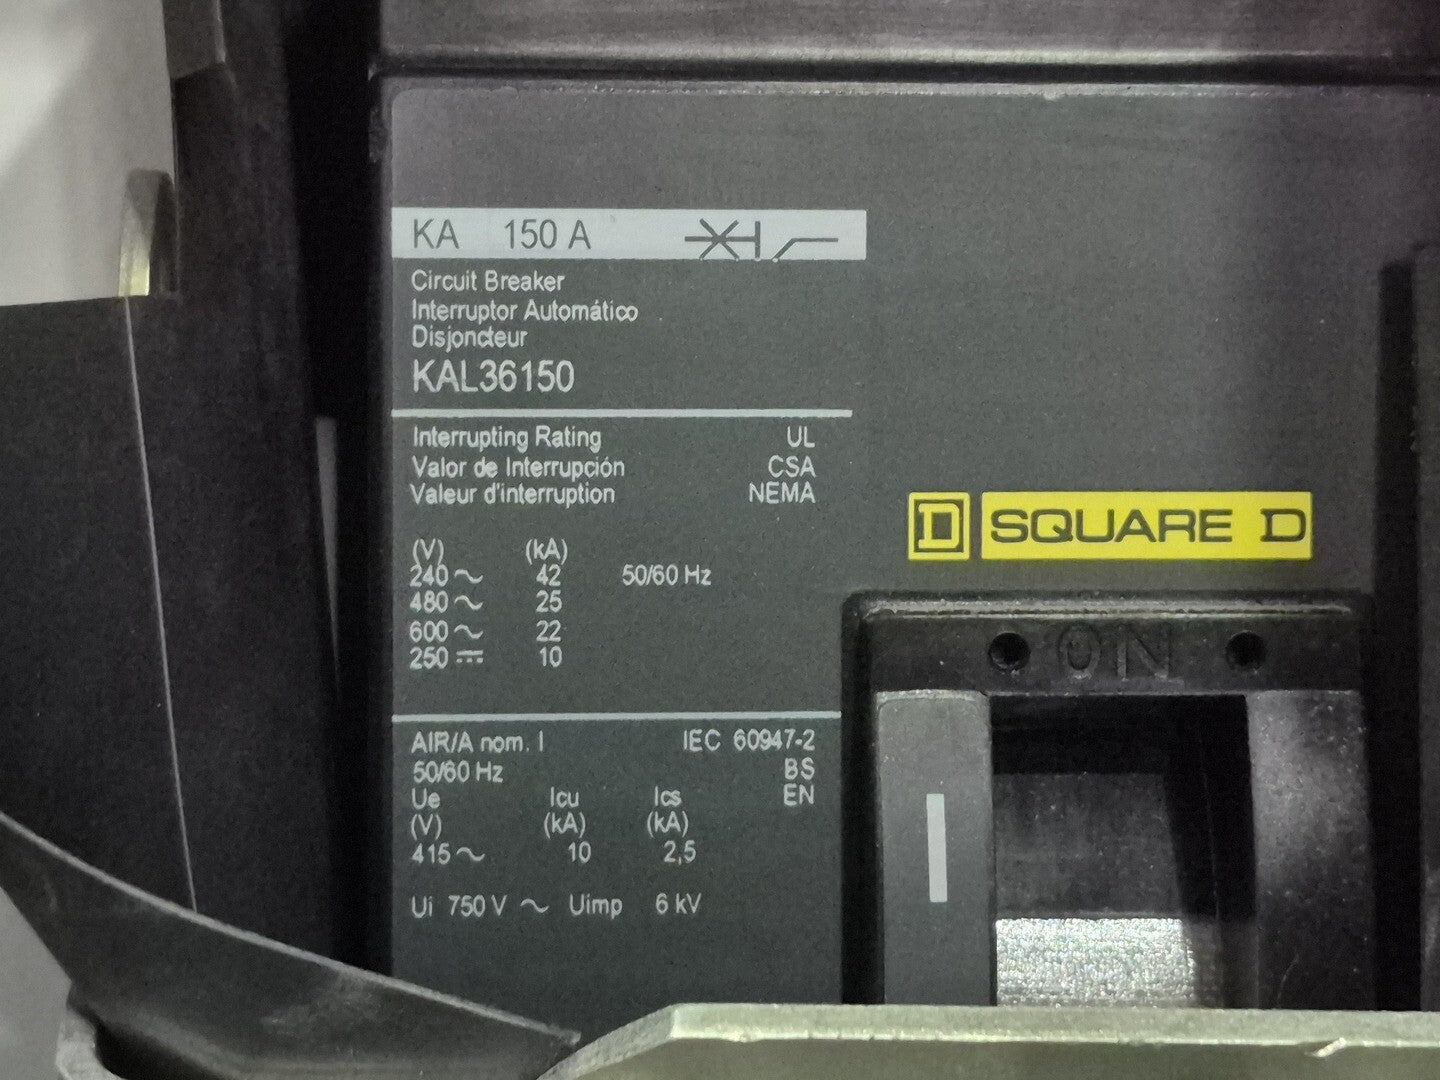 KA 150 A
Circuit Breaker
Interruptor Automático
Disjoncteur
KAL36150
Interrupting Rating UL
Valor de Interrupción CSA
Valeur d'interruption NEMA
(V) (kA)
240 ~ 42 50/60 Hz
480 ~ 25
600 ~ 22
250 ⎓ 10
D SQUARE D
ON
AIR/A nom. I IEC 60947-2
50/60 Hz BS
Ue Icu Ics EN
(V) (kA) (kA)
415 ~ 10 2,5
Ui 750 V ~ Uimp 6 kV
I